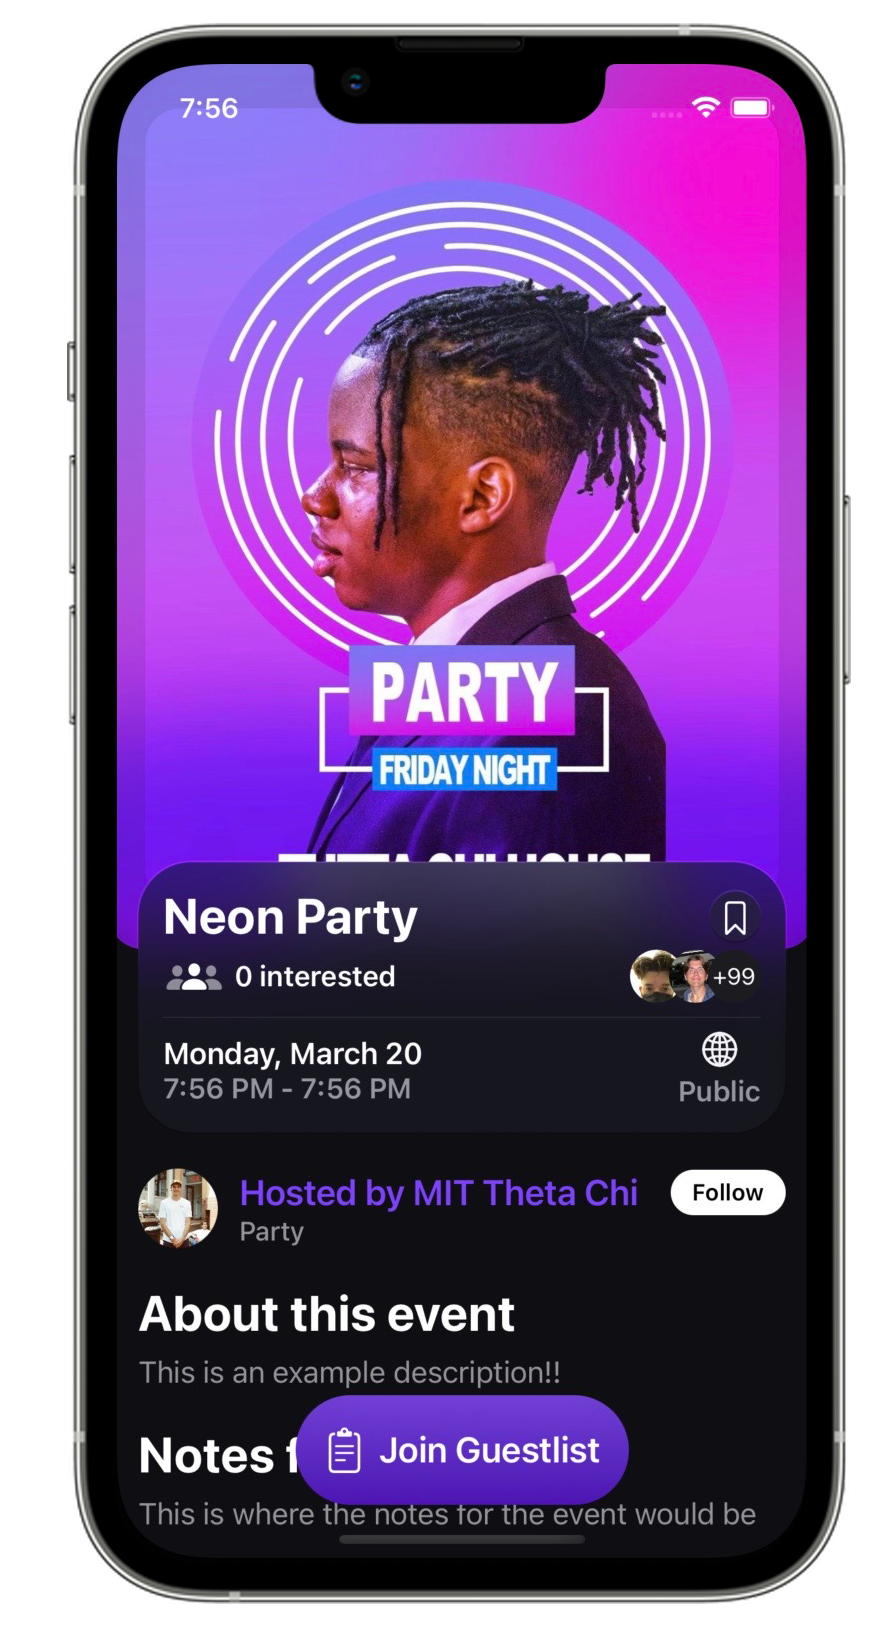 7:56
PARTY
FRIDAY NIGHT
Neon Party
0 interested
+99
Monday, March 20
7:56 PM - 7:56 PM
Public
Hosted by MIT Theta Chi
Follow
Party
About this event
This is an example description!!
Notes
Join Guestlist
This is where the notes for the event would be